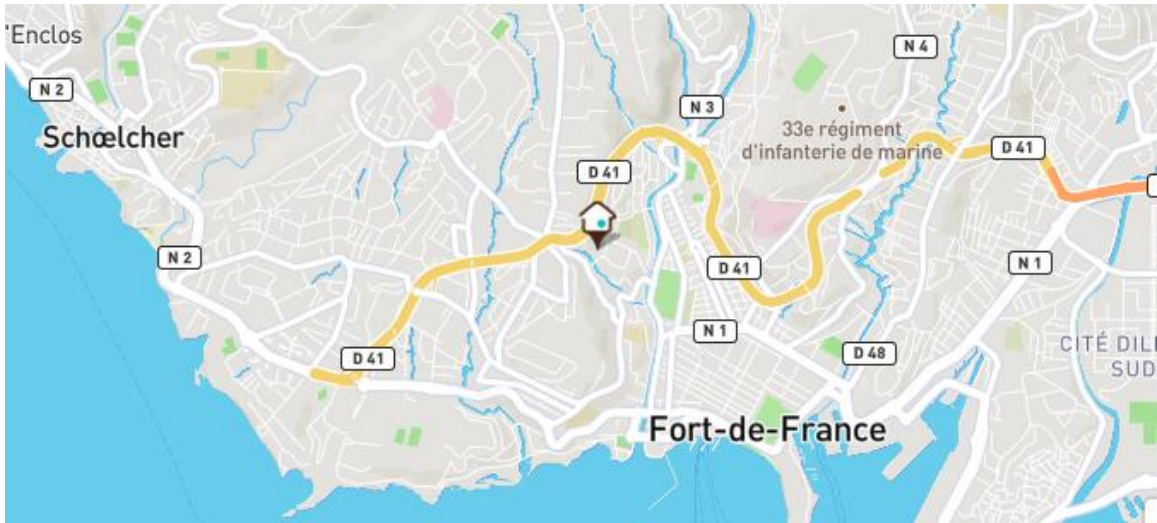 'Enclos
N 2
Schœlcher
N 2
D 41
D 41
N 3
N 4
33e régiment
d'infanterie de marine
D 41
D 41
N 1
N 1
D 48
CITÉ DIL
SUD
Fort-de-France